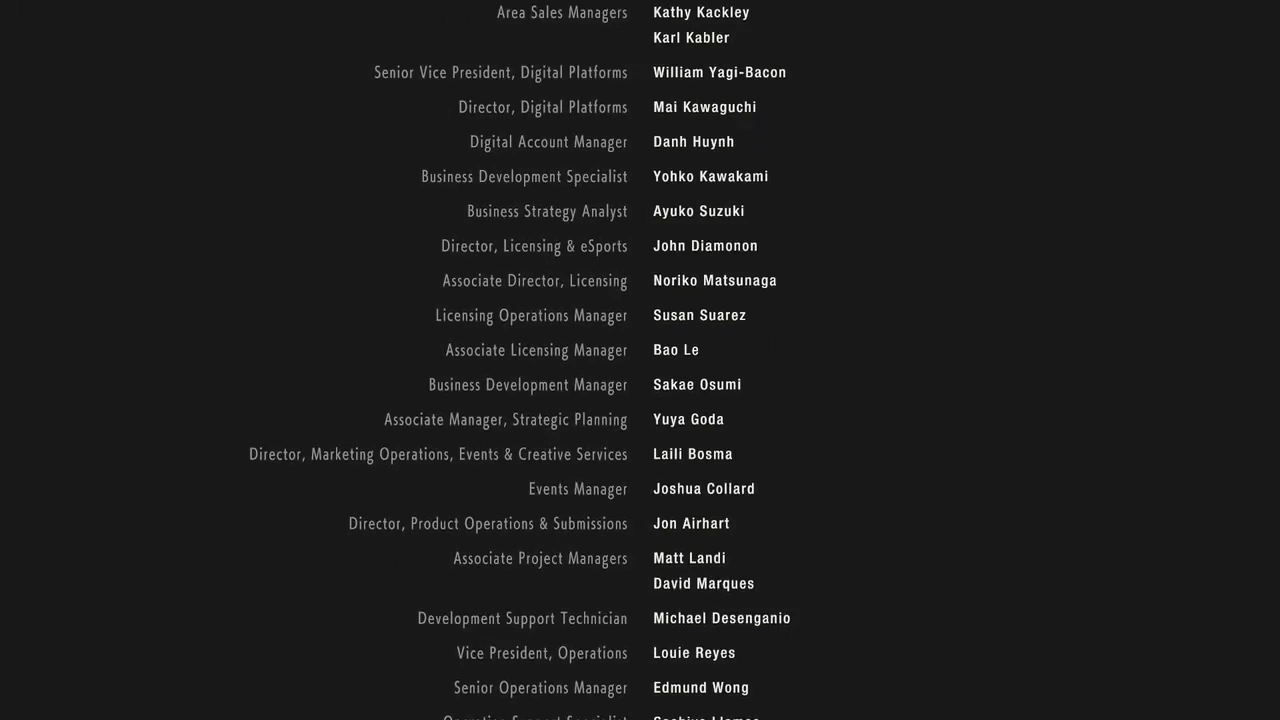 Area Sales Managers Kathy Kackley
Karl Kabler
Senior Vice President, Digital Platforms William Yagi-Bacon
Director, Digital Platforms Mai Kawaguchi
Digital Account Manager Danh Huynh
Business Development Specialist Yohko Kawakami
Business Strategy Analyst Ayuko Suzuki
Director, Licensing & eSports John Diamonon
Associate Director, Licensing Noriko Matsunaga
Licensing Operations Manager Susan Suarez
Associate Licensing Manager Bao Le
Business Development Manager Sakae Osumi
Associate Manager, Strategic Planning Yuya Goda
Director, Marketing Operations, Events & Creative Services Laili Bosma
Events Manager Joshua Collard
Director, Product Operations & Submissions Jon Airhart
Associate Project Managers Matt Landi
David Marques
Development Support Technician Michael Desenganio
Vice President, Operations Louie Reyes
Senior Operations Manager Edmund Wong